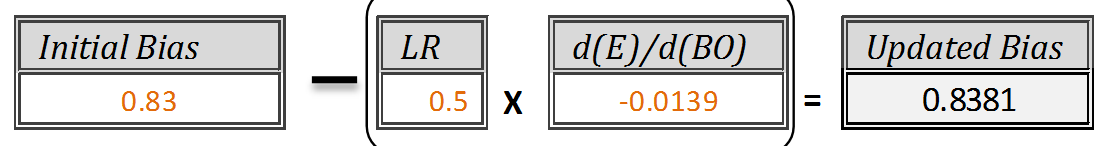 Initial Bias LR d(E)/d(BO) Updated Bias
0.83 — ( 0.5 X -0.0139 ) = 0.8381